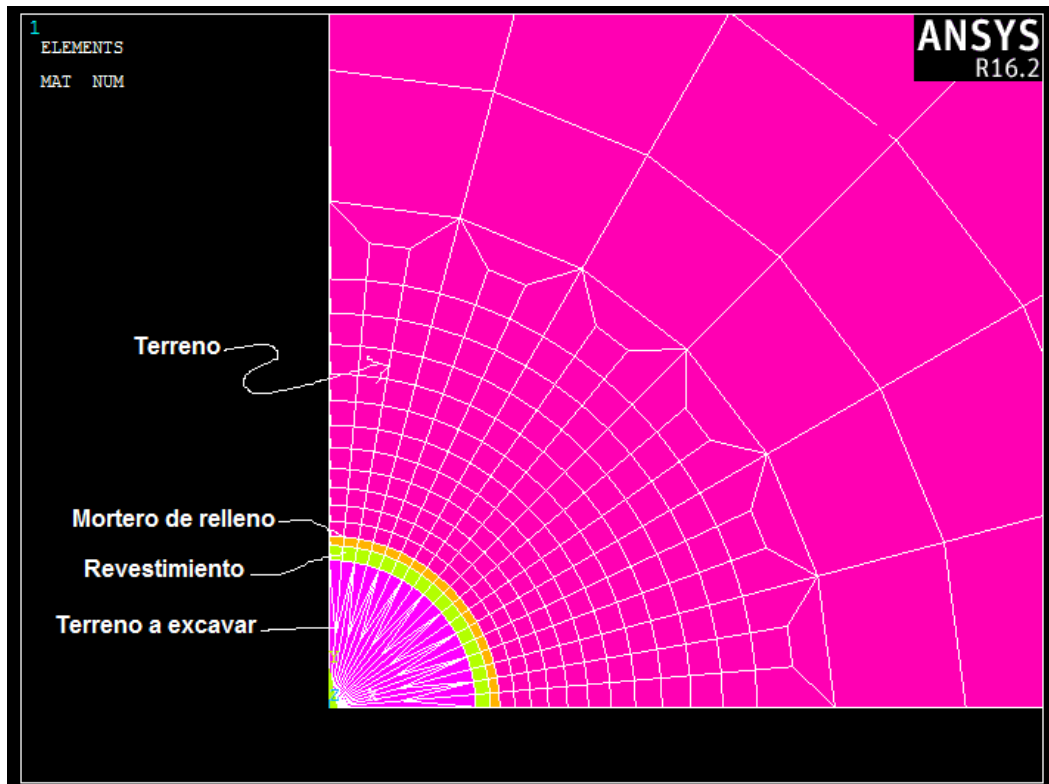 1
ELEMENTS
MAT NUM
ANSYS
R16.2
Terreno
Mortero de relleno
Revestimiento
Terreno a excavar
Y
Z X